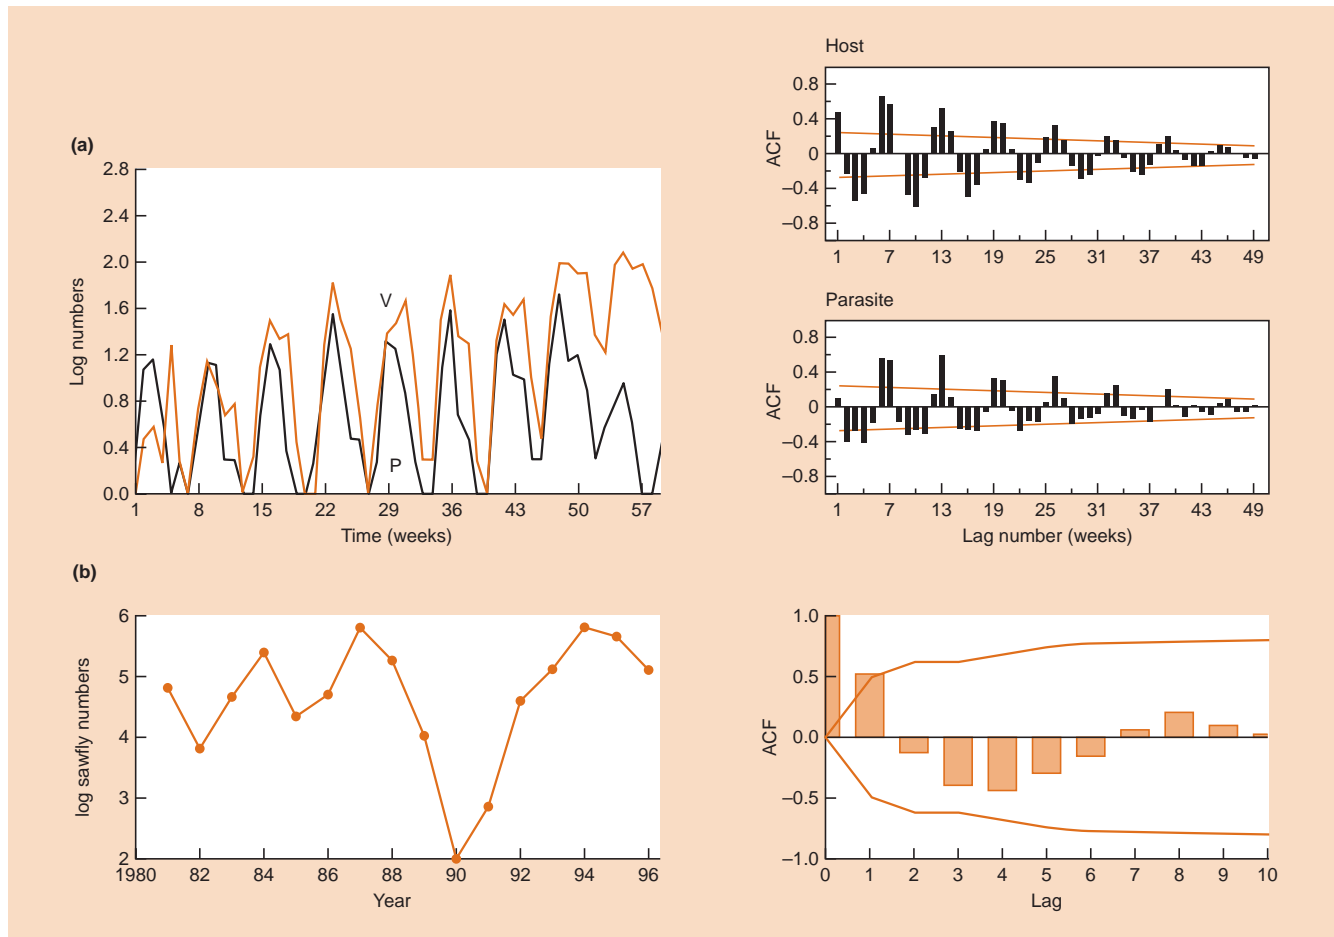 (a)
2.8
2.4
2.0
1.6
1.2
0.8
0.4
0.0
Log numbers
V
P
1 8 15 22 29 36 43 50 57
Time (weeks)
Host
0.8
0.4
0
–0.4
–0.8
ACF
1 7 13 19 25 31 37 43 49
Parasite
0.8
0.4
0
–0.4
–0.8
ACF
1 7 13 19 25 31 37 43 49
Lag number (weeks)
(b)
6
5
4
3
2
log sawfly numbers
1980 82 84 86 88 90 92 94 96
Year
1.0
0.5
0.0
–0.5
–1.0
ACF
0 1 2 3 4 5 6 7 8 9 10
Lag